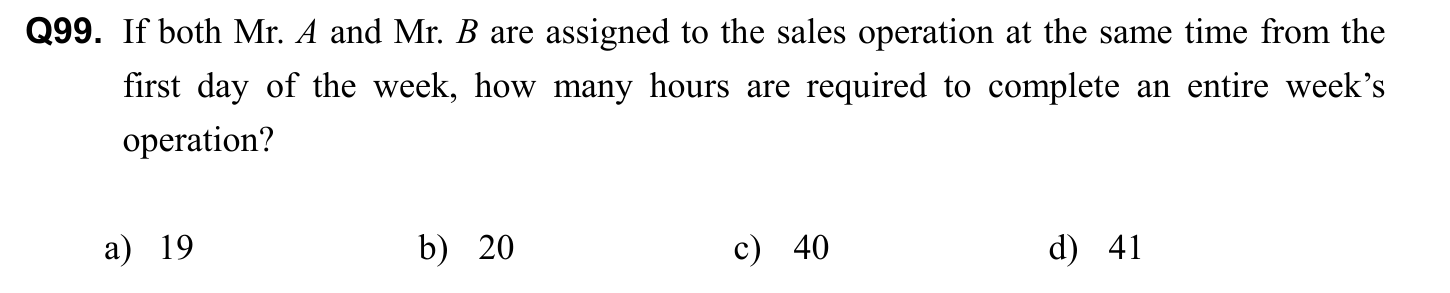 Q99. If both Mr. A and Mr. B are assigned to the sales operation at the same time from the
first day of the week, how many hours are required to complete an entire week’s
operation?
a) 19 b) 20 c) 40 d) 41